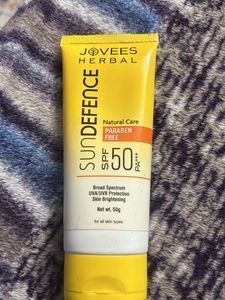 JOVEES
HERBAL
SUNDEFENCE
Natural Care
PARABEN
FREE
SPF 50 PA+++
Broad Spectrum
UVA/UVB Protection
Skin Brightening
Net wt. 50g
for all skin types